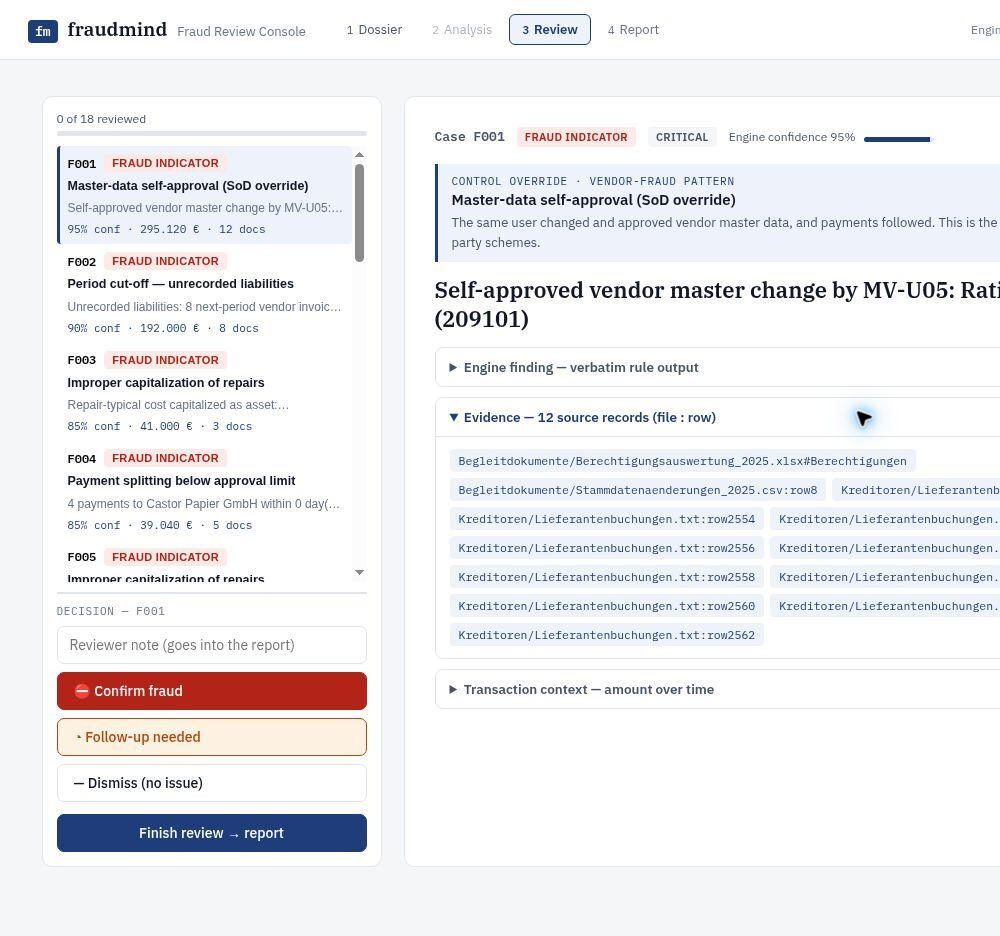 fm fraudmind Fraud Review Console 1 Dossier 2 Analysis 3 Review 4 Report
0 of 18 reviewed
F001 FRAUD INDICATOR
Master-data self-approval (SoD override)
Self-approved vendor master change by MV-U05:…
95% conf · 295.120 € · 12 docs
F002 FRAUD INDICATOR
Period cut-off — unrecorded liabilities
Unrecorded liabilities: 8 next-period vendor invoic…
90% conf · 192.000 € · 8 docs
F003 FRAUD INDICATOR
Improper capitalization of repairs
Repair-typical cost capitalized as asset:…
85% conf · 41.000 € · 3 docs
F004 FRAUD INDICATOR
Payment splitting below approval limit
4 payments to Castor Papier GmbH within 0 day(…
85% conf · 39.040 € · 5 docs
F005 FRAUD INDICATOR
Improper capitalization of repairs
DECISION — F001
Reviewer note (goes into the report)
Confirm fraud
Follow-up needed
— Dismiss (no issue)
Finish review → report
Case F001 FRAUD INDICATOR CRITICAL Engine confidence 95%
CONTROL OVERRIDE · VENDOR-FRAUD PATTERN
Master-data self-approval (SoD override)
The same user changed and approved vendor master data, and payments followed. This is the
party schemes.
Self-approved vendor master change by MV-U05:
(209101)
▶ Engine finding — verbatim rule output
▼ Evidence — 12 source records (file : row)
Begleitdokumente/Berechtigungsauswertung_2025.xlsx#Berechtigungen
Begleitdokumente/Stammdatenaenderungen_2025.csv:row8
Kreditoren/Lieferantenbuchungen.txt:row2554 Kreditoren/Lieferantenbuchungen.
Kreditoren/Lieferantenbuchungen.txt:row2556 Kreditoren/Lieferantenbuchungen.
Kreditoren/Lieferantenbuchungen.txt:row2558 Kreditoren/Lieferantenbuchungen.
Kreditoren/Lieferantenbuchungen.txt:row2560 Kreditoren/Lieferantenbuchungen.
Kreditoren/Lieferantenbuchungen.txt:row2562
▶ Transaction context — amount over time